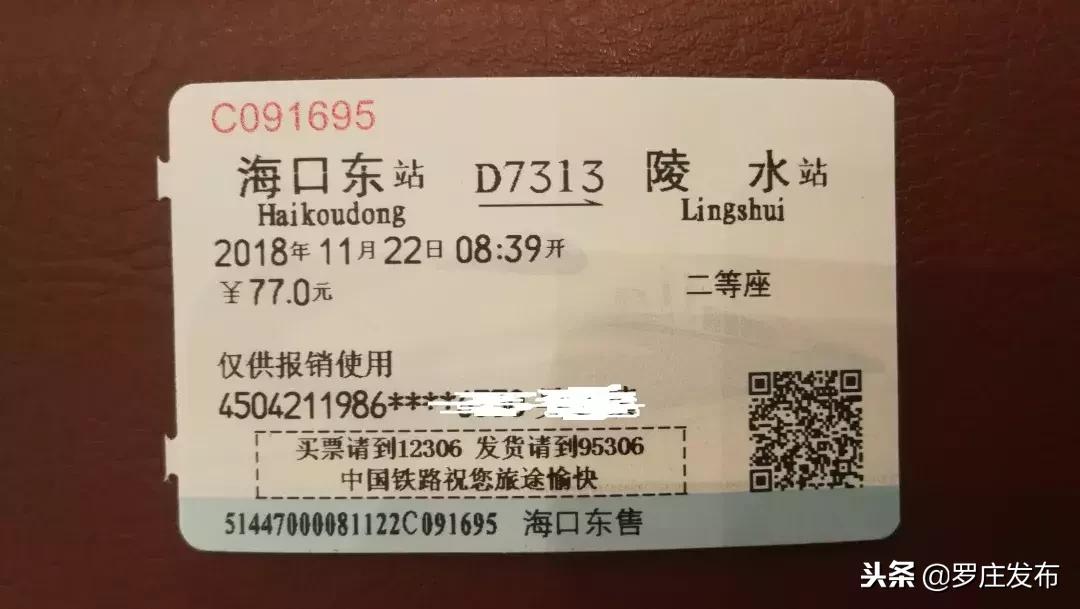 C091695
海口东站 D7313 陵水站
Haikoudong Lingshui
2018年11月22日08:39开
￥77.0元 二等座
仅供报销使用
4504211986****
买票请到12306 发货请到95306
中国铁路祝您旅途愉快
51447000081122C091695 海口东售
头条 @罗庄发布